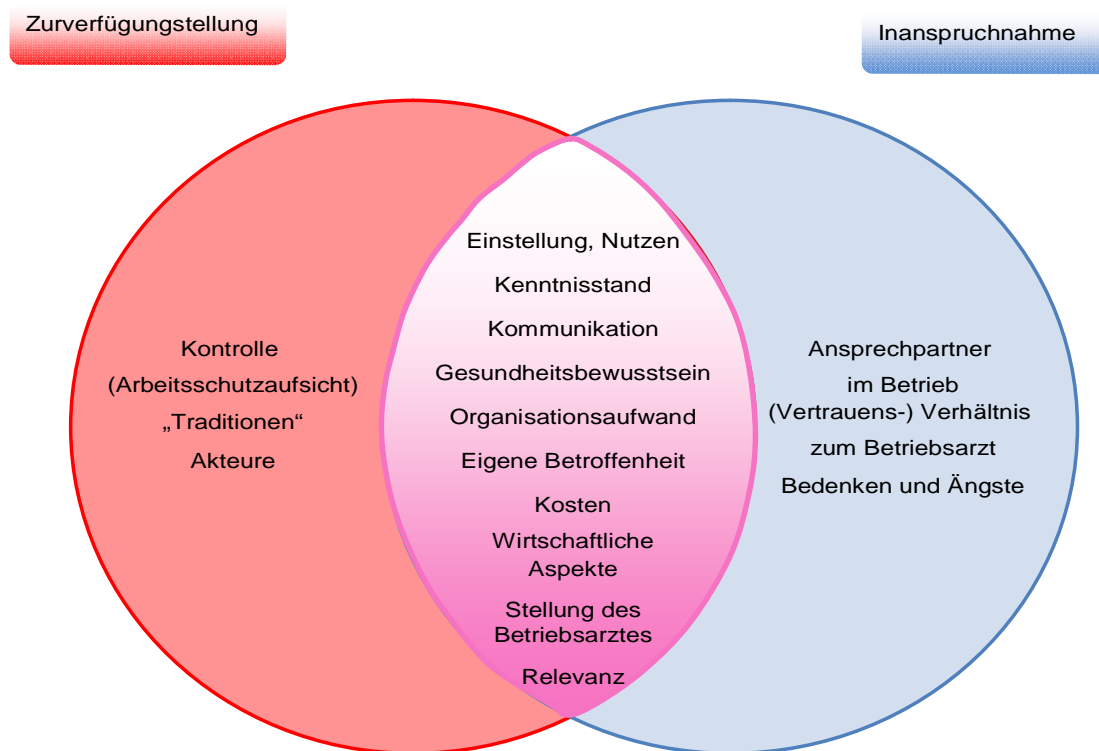 Zurverfügungstellung
Inanspruchnahme
Kontrolle
(Arbeitsschutzaufsicht)
„Traditionen“
Akteure
Einstellung, Nutzen
Kenntnisstand
Kommunikation
Gesundheitsbewusstsein
Organisationsaufwand
Eigene Betroffenheit
Kosten
Wirtschaftliche
Aspekte
Stellung des
Betriebsarztes
Relevanz
Ansprechpartner
im Betrieb
(Vertrauens-) Verhältnis
zum Betriebsarzt
Bedenken und Ängste